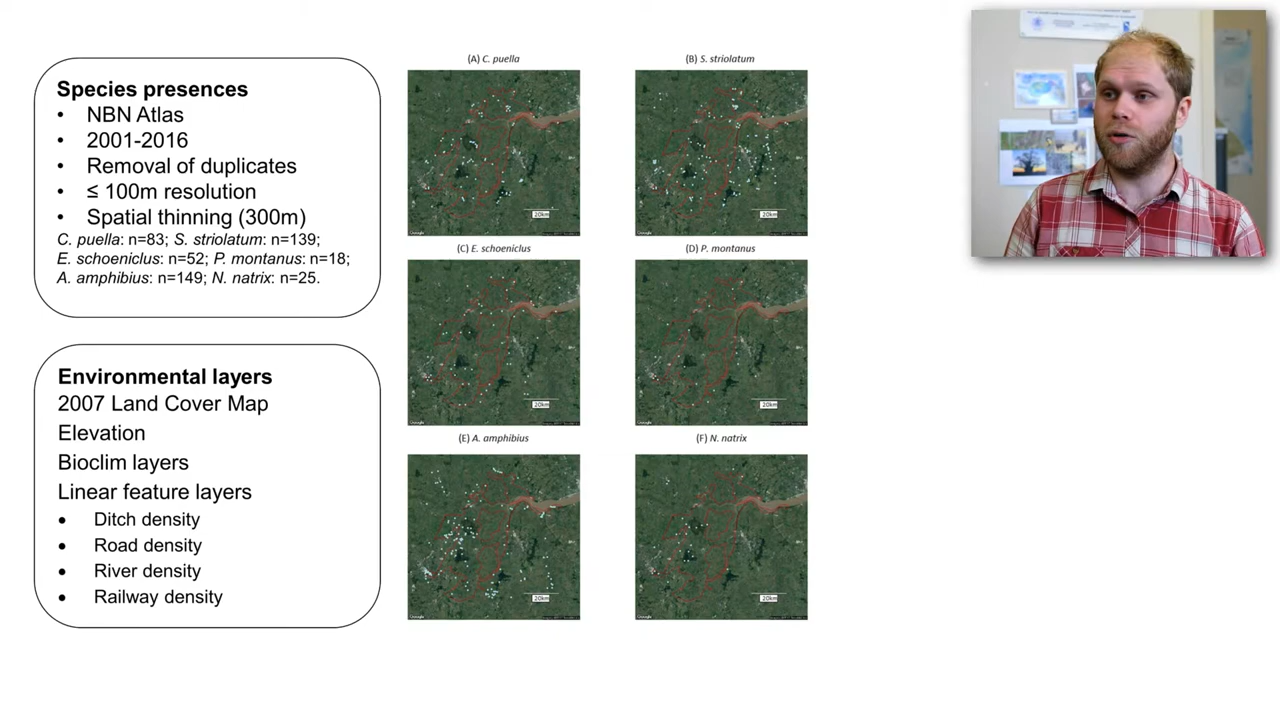 Species presences
• NBN Atlas
• 2001-2016
• Removal of duplicates
• ≤ 100m resolution
• Spatial thinning (300m)
C. puella: n=83; S. striolatum: n=139;
E. schoeniclus: n=52; P. montanus: n=18;
A. amphibius: n=149; N. natrix: n=25.
Environmental layers
2007 Land Cover Map
Elevation
Bioclim layers
Linear feature layers
• Ditch density
• Road density
• River density
• Railway density
(A) C. puella
20km
(B) S. striolatum
20km
(C) E. schoeniclus
20km
(D) P. montanus
20km
(E) A. amphibius
20km
(F) N. natrix
20km